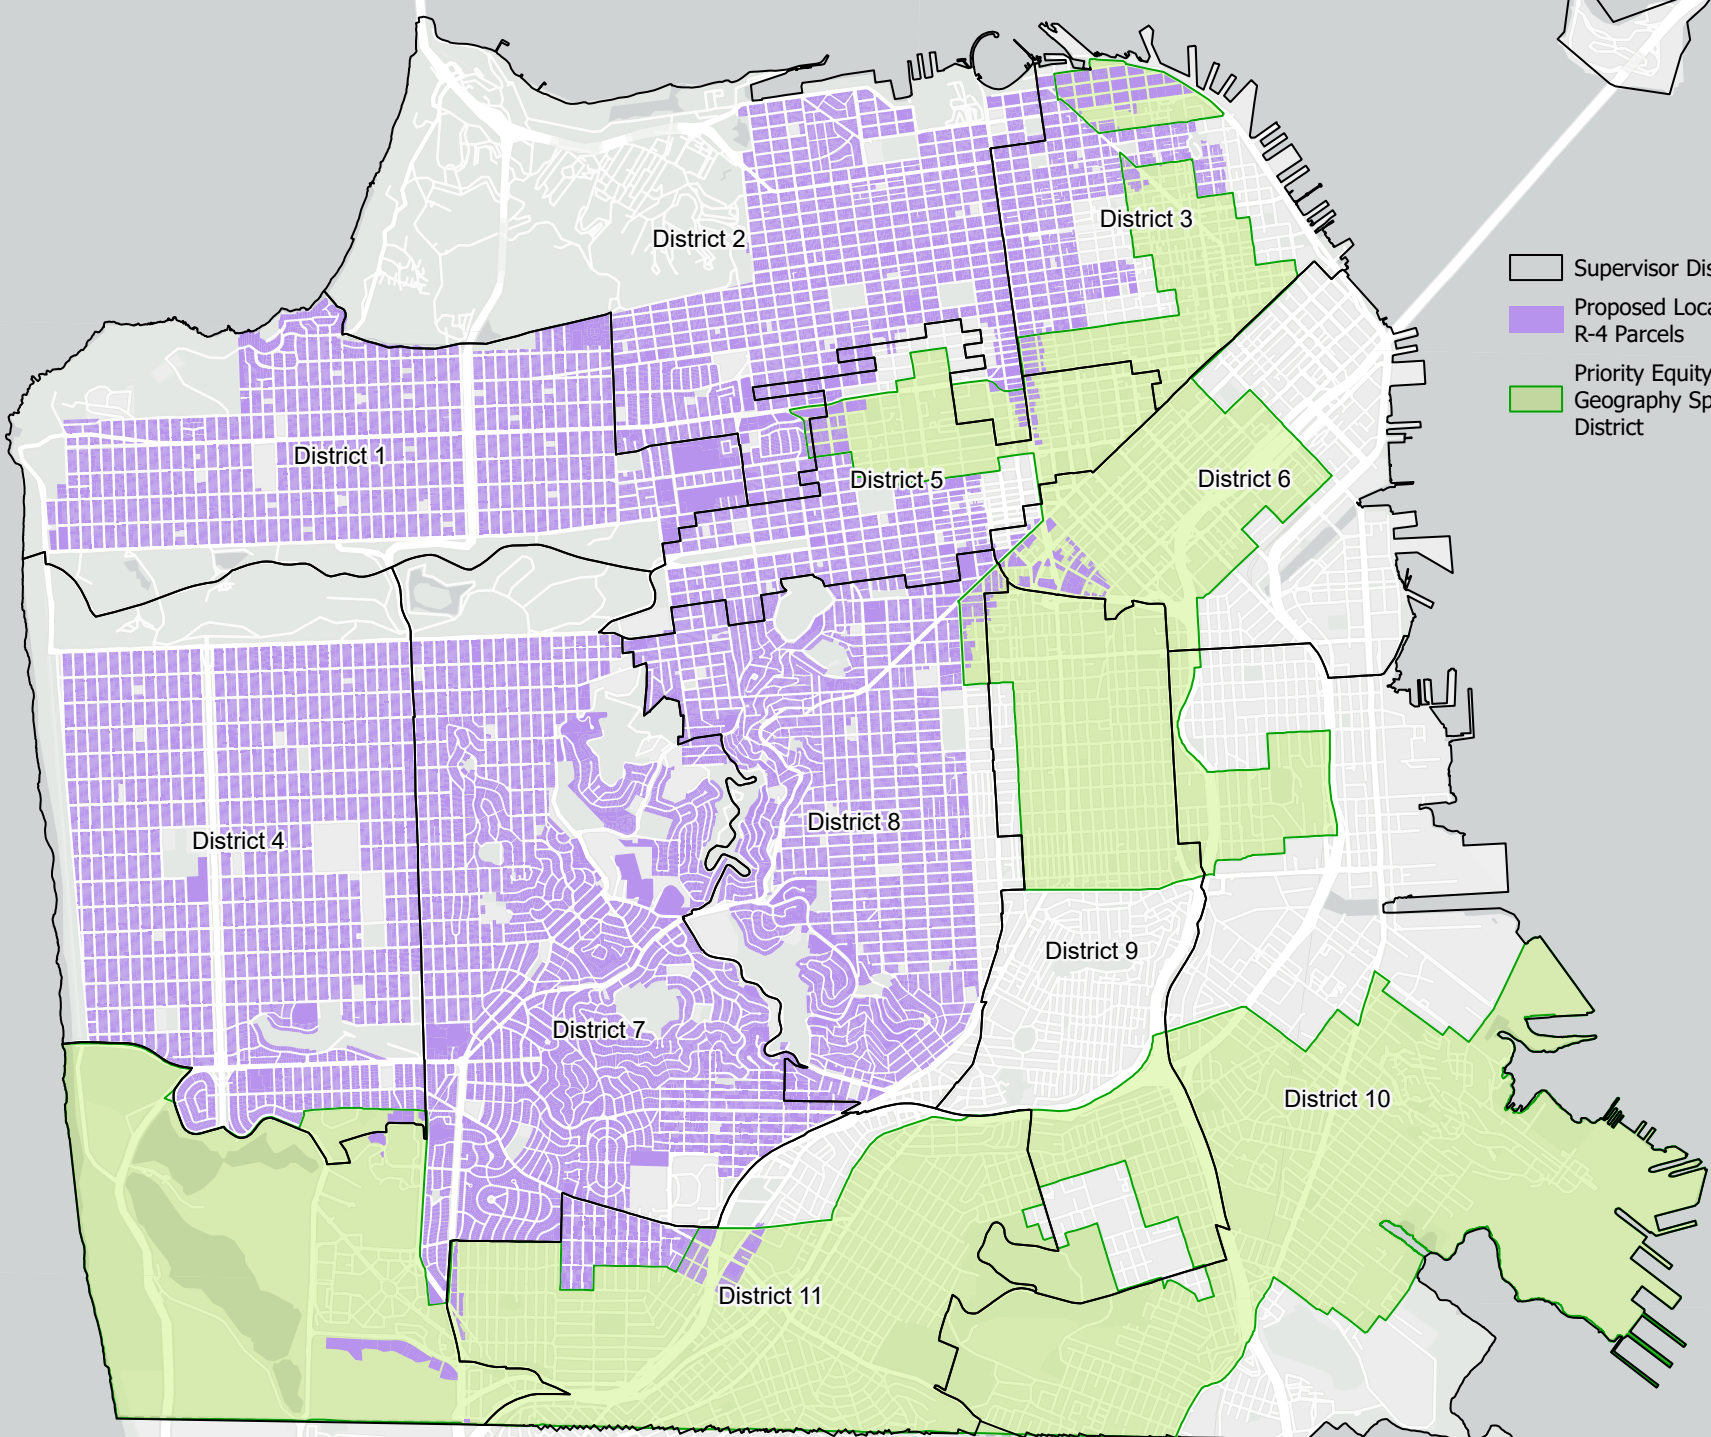 District 3
District 2
Supervisor Dis
Proposed Loca
R-4 Parcels
Priority Equity
Geography Sp
District
District 1
District 5
District 6
District 4
District 8
District 9
District 7
District 10
District 11